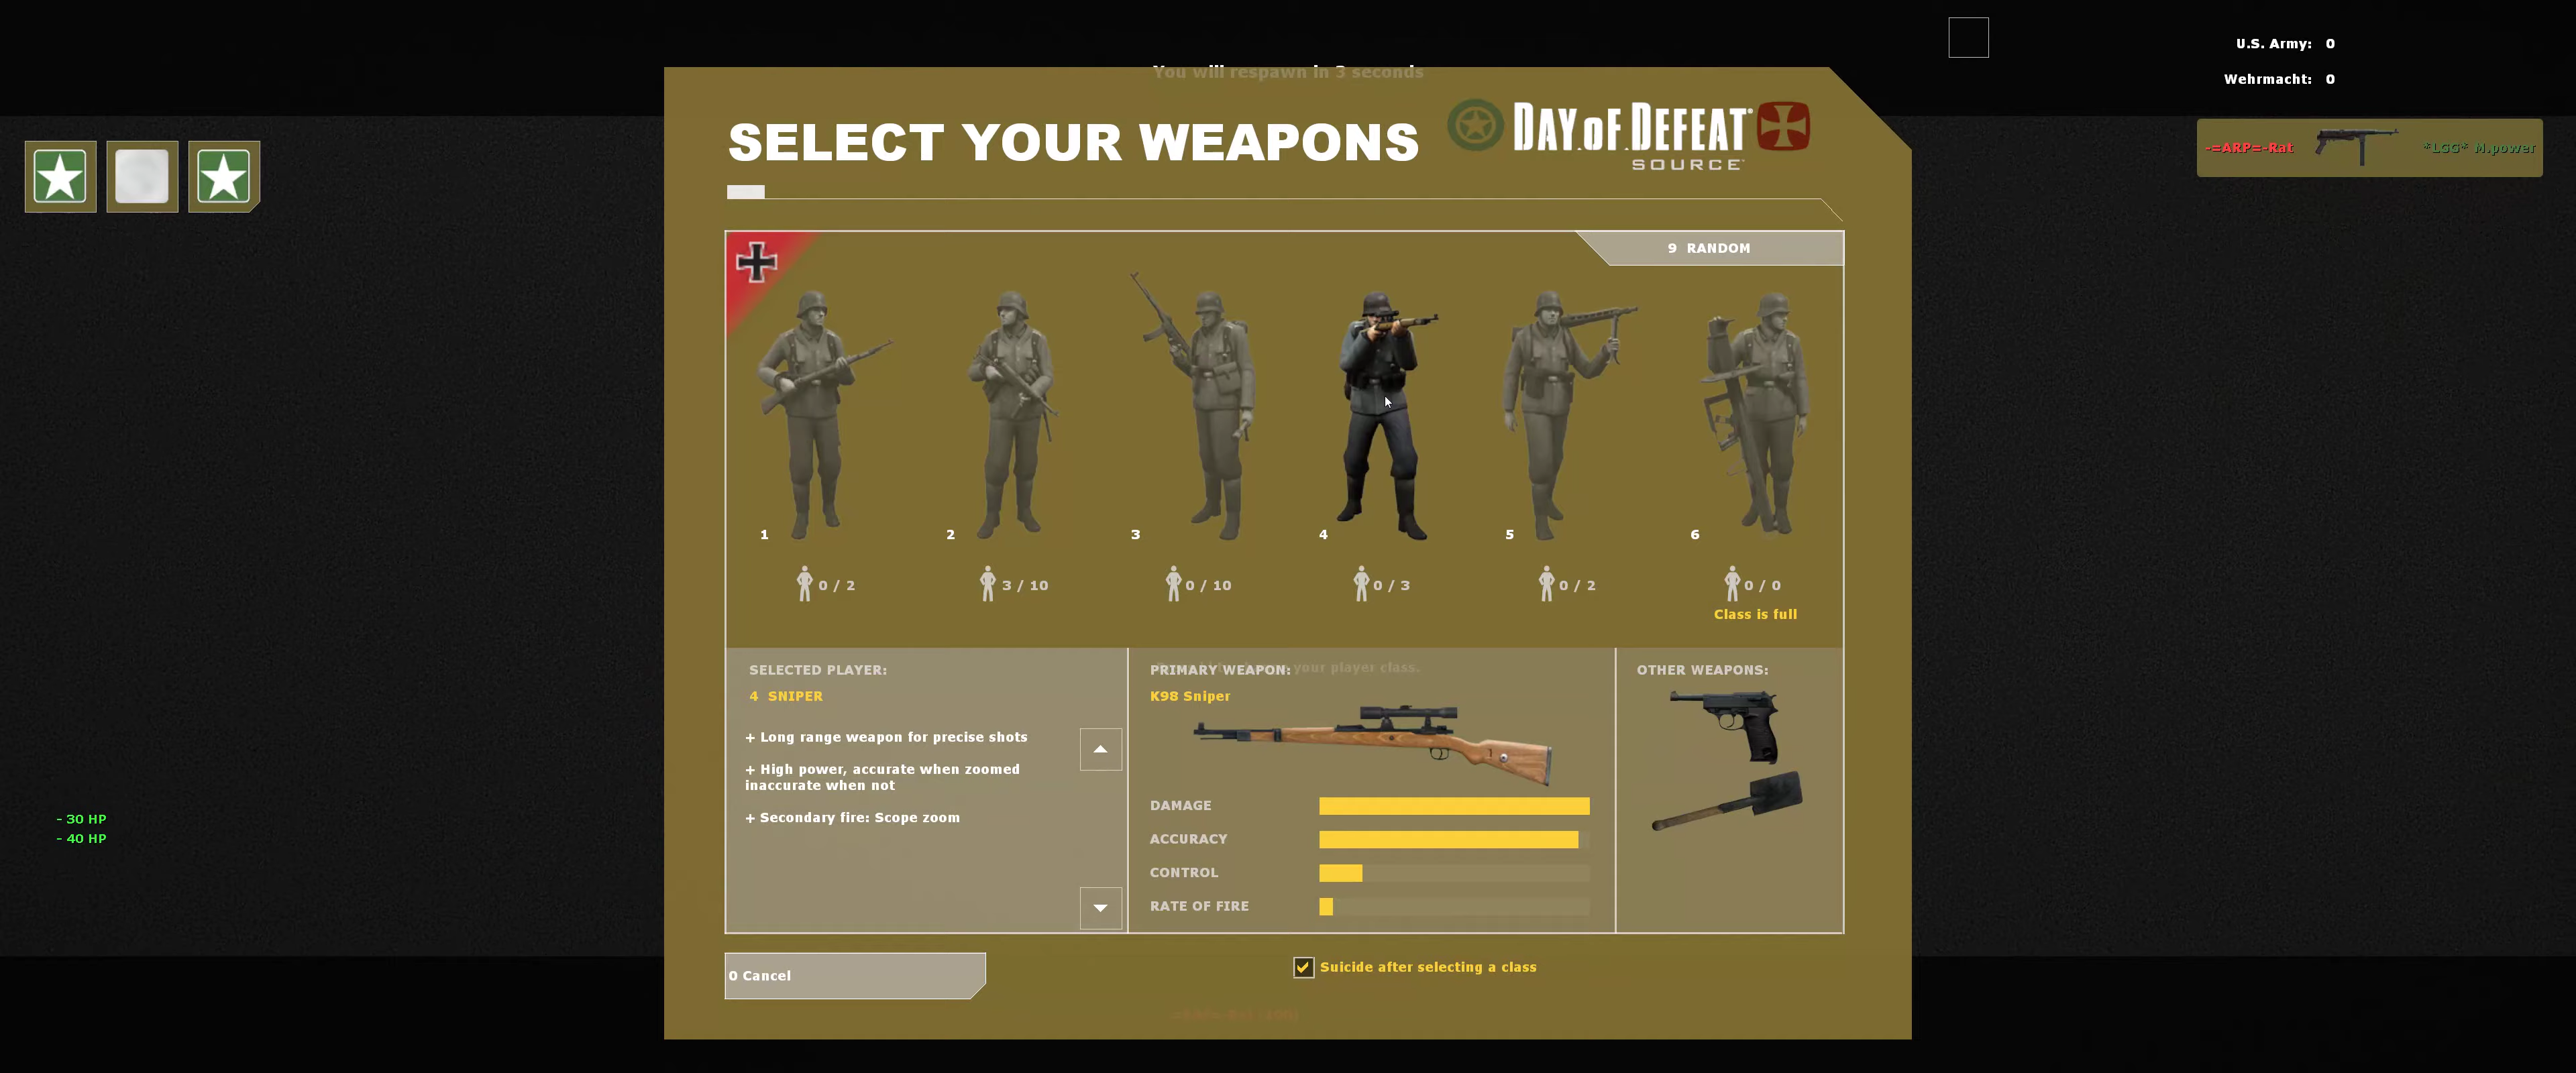 You will respawn in 3 seconds
U.S. Army: 0
Wehrmacht: 0
SELECT YOUR WEAPONS
DAY OF DEFEAT
SOURCE
-=ARP=-Rat
*LGG* M.power
9 RANDOM
1
2
3
4
5
6
0 / 2
3 / 10
0 / 10
0 / 3
0 / 2
0 / 0
Class is full
SELECTED PLAYER:
4 SNIPER
+ Long range weapon for precise shots
+ High power, accurate when zoomed
inaccurate when not
+ Secondary fire: Scope zoom
PRIMARY WEAPON:
your player class.
K98 Sniper
DAMAGE
ACCURACY
CONTROL
RATE OF FIRE
OTHER WEAPONS:
- 30 HP
- 40 HP
0 Cancel
Suicide after selecting a class